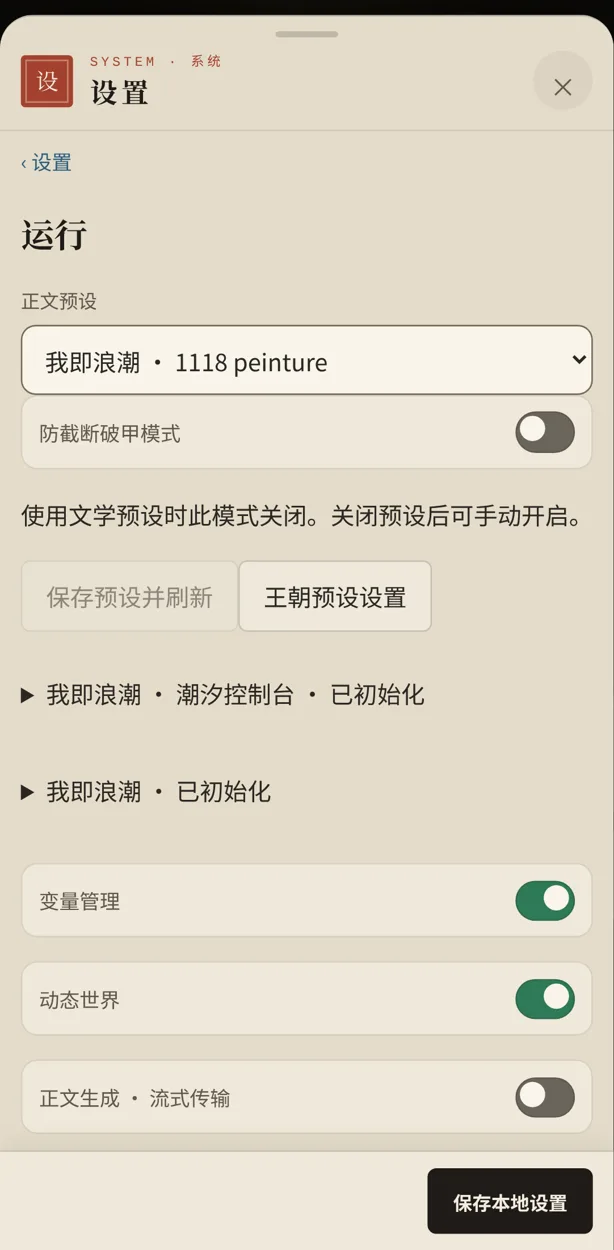 设
SYSTEM · 系统
设置
‹ 设置
运行
正文预设
我即浪潮 · 1118 peinture
防截断破甲模式
使用文学预设时此模式关闭。关闭预设后可手动开启。
保存预设并刷新
王朝预设设置
▶ 我即浪潮 · 潮汐控制台 · 已初始化
▶ 我即浪潮 · 已初始化
变量管理
动态世界
正文生成 · 流式传输
保存本地设置